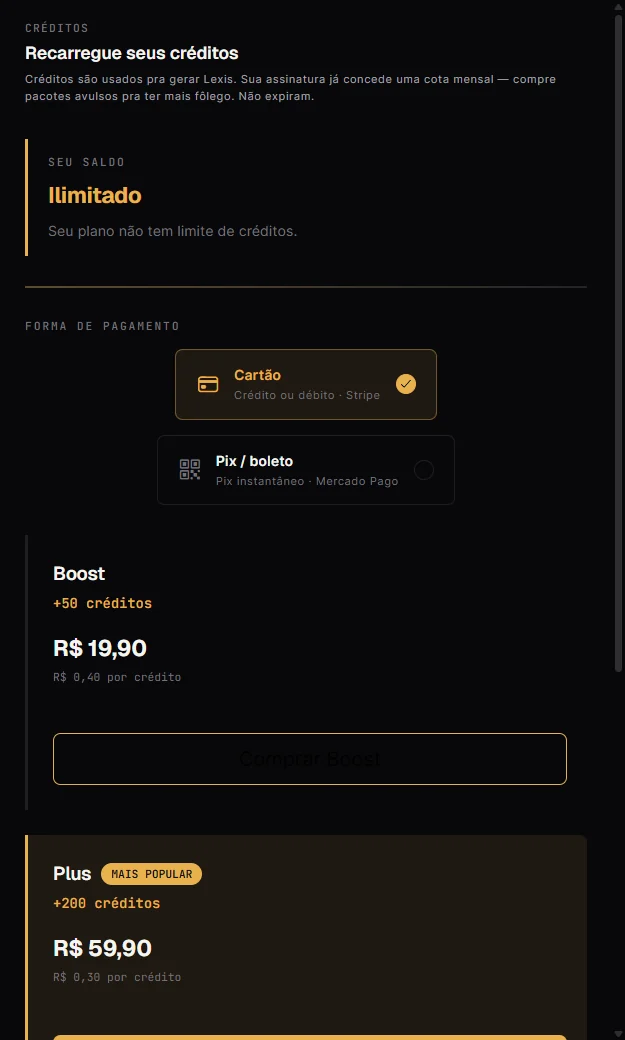 CRÉDITOS
Recarregue seus créditos
Créditos são usados pra gerar Lexis. Sua assinatura já concede uma cota mensal — compre
pacotes avulsos pra ter mais fôlego. Não expiram.
SEU SALDO
Ilimitado
Seu plano não tem limite de créditos.
FORMA DE PAGAMENTO
Cartão
Crédito ou débito · Stripe
Pix / boleto
Pix instantâneo · Mercado Pago
Boost
+50 créditos
R$ 19,90
R$ 0,40 por crédito
Comprar Boost
Plus MAIS POPULAR
+200 créditos
R$ 59,90
R$ 0,30 por crédito